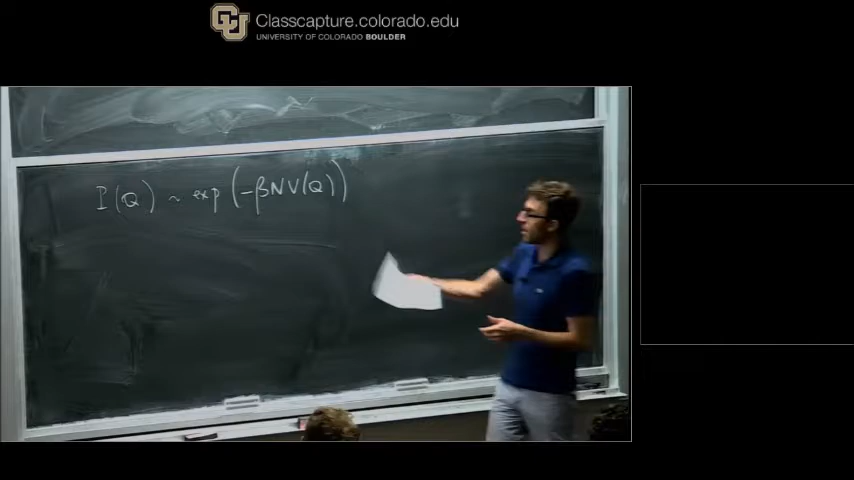 Classcapture.colorado.edu
UNIVERSITY OF COLORADO BOULDER
P(Q) ~ exp (-βNV(Q))